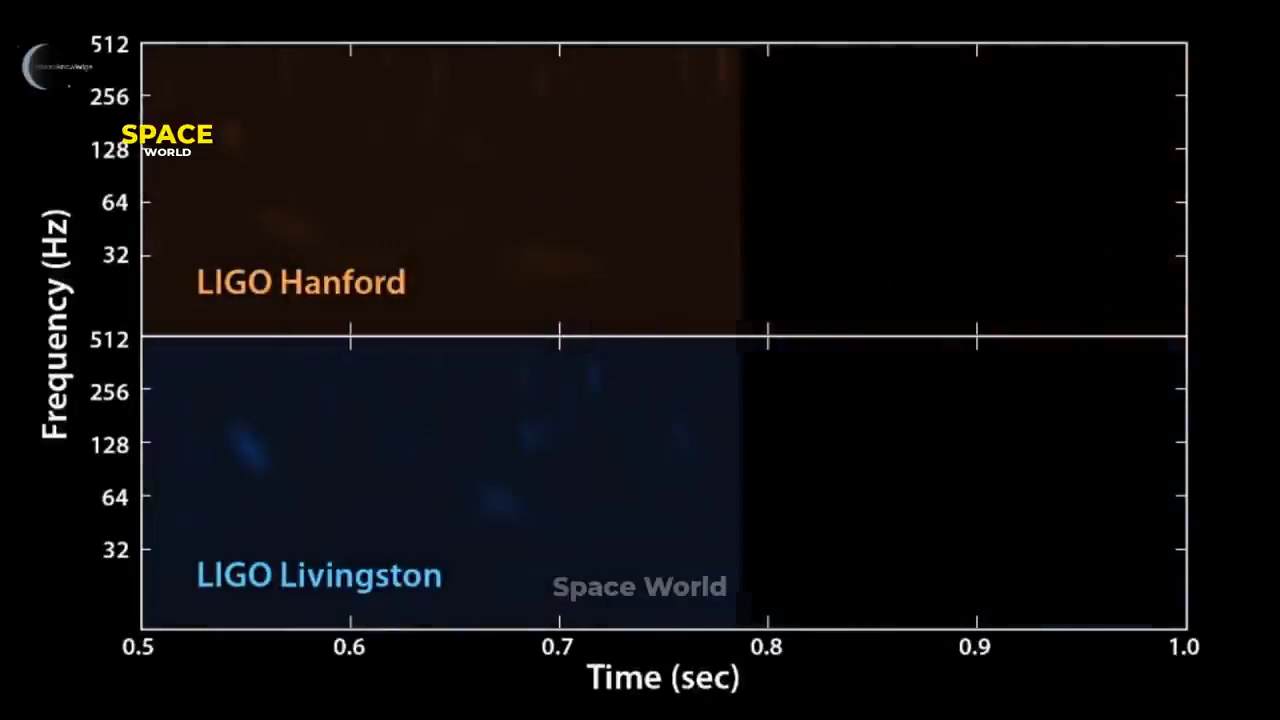 512
256
SPACE
WORLD
128
64
32
LIGO Hanford
512
256
128
64
32
LIGO Livingston
Space World
Frequency (Hz)
0.5 0.6 0.7 0.8 0.9 1.0
Time (sec)